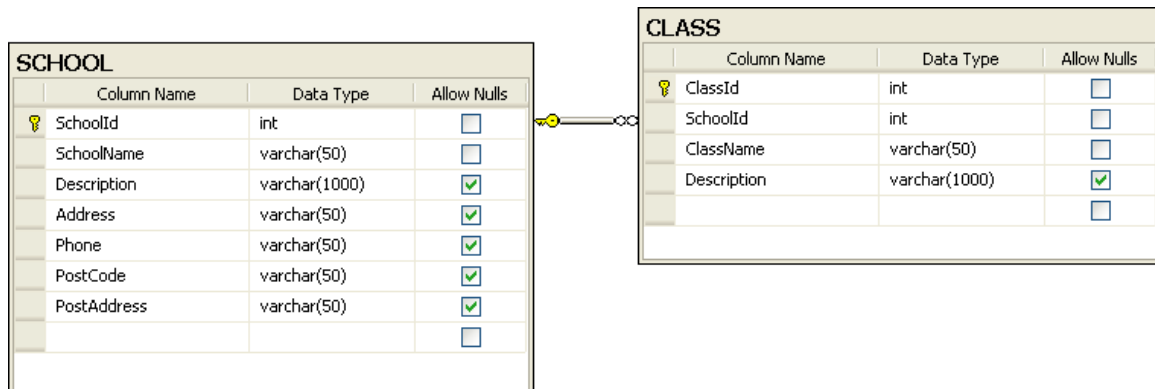 SCHOOL
Column Name Data Type Allow Nulls
SchoolId int
SchoolName varchar(50)
Description varchar(1000)
Address varchar(50)
Phone varchar(50)
PostCode varchar(50)
PostAddress varchar(50)
CLASS
Column Name Data Type Allow Nulls
ClassId int
SchoolId int
ClassName varchar(50)
Description varchar(1000)